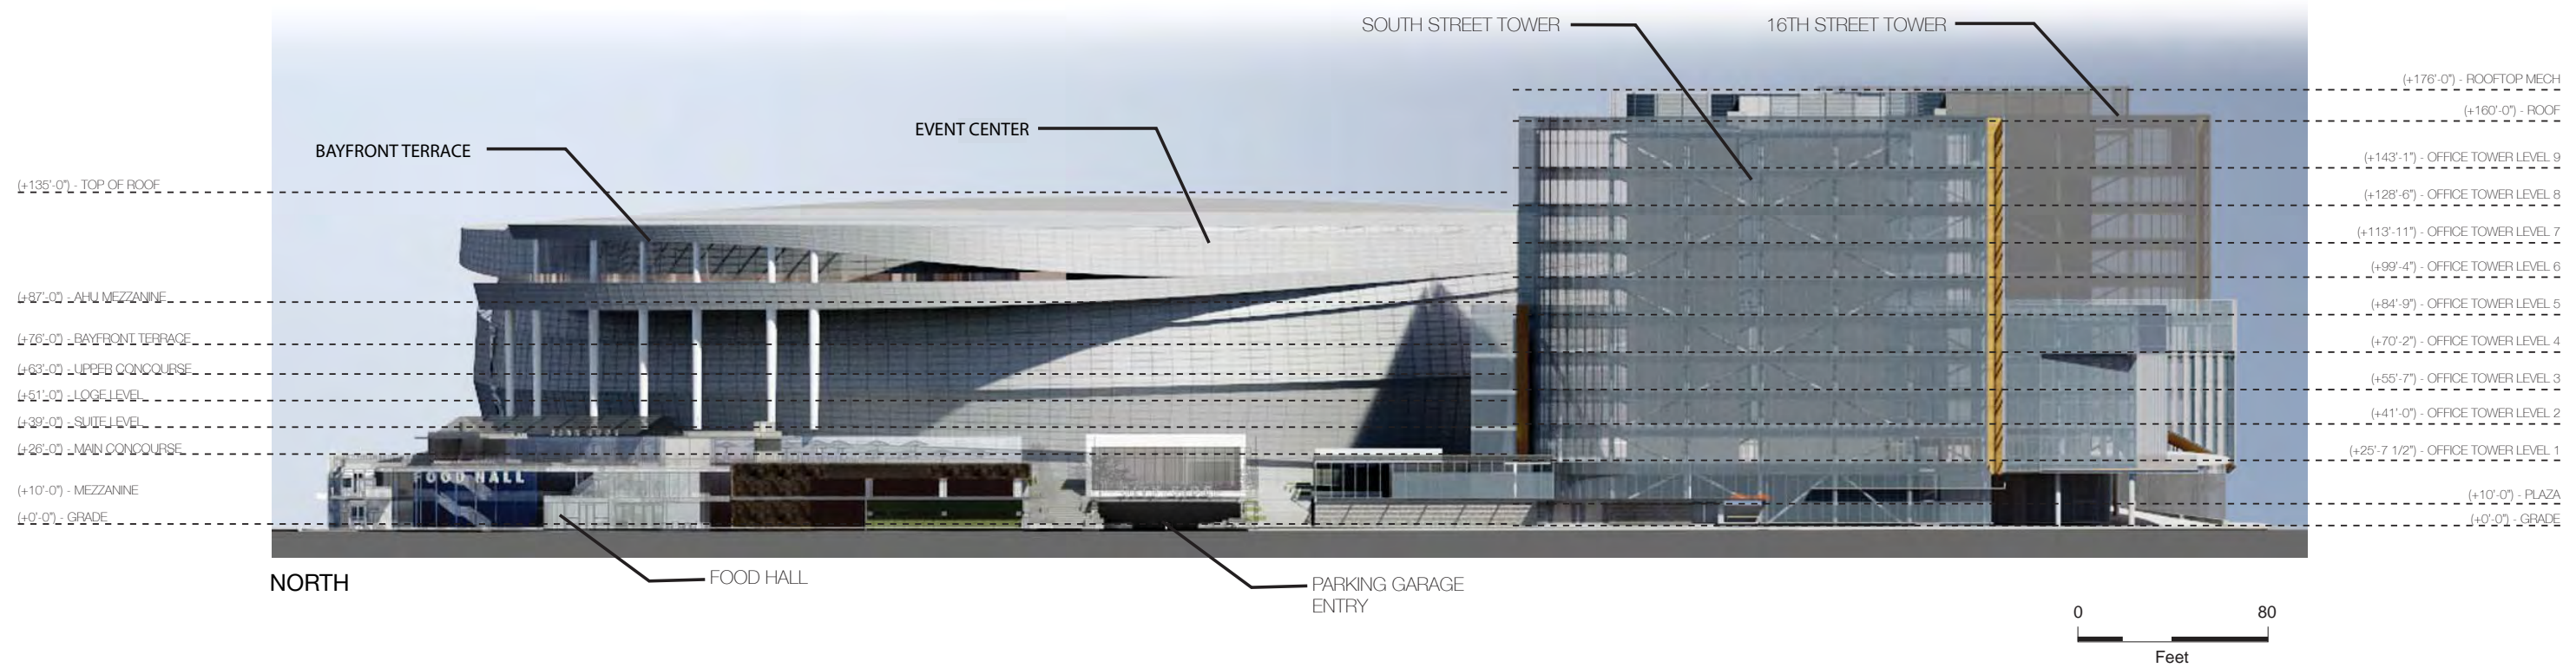 SOUTH STREET TOWER
16TH STREET TOWER
EVENT CENTER
BAYFRONT TERRACE
(+135'-0") - TOP OF ROOF
(+87'-0") - AHU MEZZANINE
(+76'-0") - BAYFRONT TERRACE
(+63'-0") - UPPER CONCOURSE
(+51'-0") - LOGE LEVEL
(+39'-0") - SUITE LEVEL
(+26'-0") - MAIN CONCOURSE
(+10'-0") - MEZZANINE
(+0'-0") - GRADE
(+176'-0") - ROOFTOP MECH
(+160'-0") - ROOF
(+143'-1") - OFFICE TOWER LEVEL 9
(+128'-6") - OFFICE TOWER LEVEL 8
(+113'-11") - OFFICE TOWER LEVEL 7
(+99'-4") - OFFICE TOWER LEVEL 6
(+84'-9") - OFFICE TOWER LEVEL 5
(+70'-2") - OFFICE TOWER LEVEL 4
(+55'-7") - OFFICE TOWER LEVEL 3
(+41'-0") - OFFICE TOWER LEVEL 2
(+25'-7 1/2") - OFFICE TOWER LEVEL 1
(+10'-0") - PLAZA
(+0'-0") - GRADE
FOOD HALL
NORTH
FOOD HALL
PARKING GARAGE
ENTRY
0 80
Feet